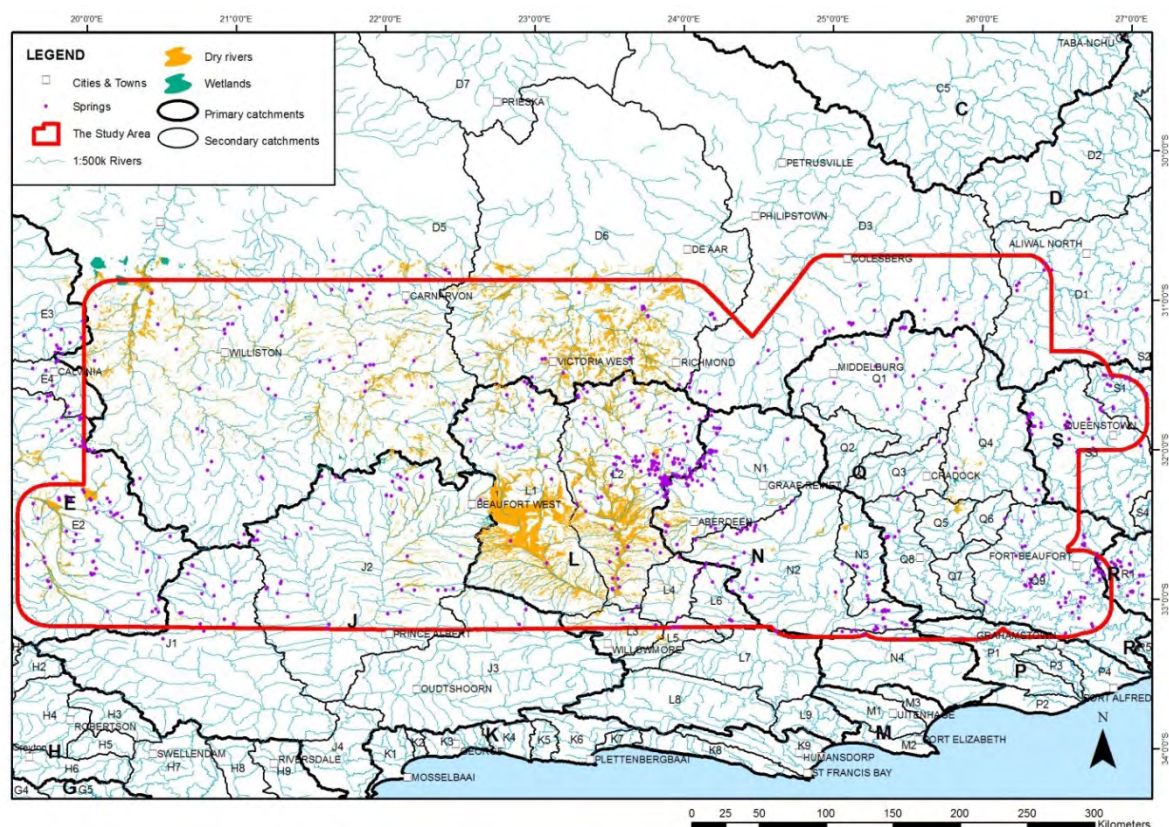 20°0'0"E 21°0'0"E 22°0'0"E 23°0'0"E 24°0'0"E 25°0'0"E 26°0'0"E 27°0'0"E
LEGEND
Cities & Towns
Springs
The Study Area
1:500k Rivers
Dry rivers
Wetlands
Primary catchments
Secondary catchments
TABA-NCHU
D7
PRIESKA
C5
C
30°0'0"S
PETRUSVILLE
D2
D
PHILIPSTOWN
D5
D6
D3
DE AAR
ALIWAL NORTH
COLESBERG
CARNARVON
D1
31°0'0"S
E3
WILLISTON
VICTORIA WEST
RICHMOND
S2
E4
CALVINIA
MIDDELBURG
Q1
S1
QUEENSTOWN
S
S3
32°0'0"S
Q2
Q4
L2
N1
Q
Q3
CRADOCK
GRAAF-REINET
L1
E
BEAUFORT WEST
E2
ABERDEEN
Q5
Q6
S4
L
N
N3
Q8
FORT BEAUFORT
J2
N2
Q7
Q9
R
R1
L4
L6
33°0'0"S
J
PRINCE ALBERT
J1
L3
L5
WILLOWMORE
GRAHAMSTOWN
L7
N4
P1
P
P3
P4
R
H2
J3
OUDTSHOORN
L8
PORT ALFRED
P2
H4
H3
ROBERTSON
L9
M1
M3
UITENHAGE
H
H5
SWELLENDAM
J4
K1
K2
K3
GEORGE
K
K4
K5
K6
K7
K8
K9
M
M2
PORT ELIZABETH
N
H6
H7
H8
RIVERSDALE
H9
PLETTENBERGBAAI
HUMANSDORP
34°0'0"S
G4
G
G5
MOSSELBAAI
ST FRANCIS BAY
0 25 50 100 150 200 250 300
Kilometers